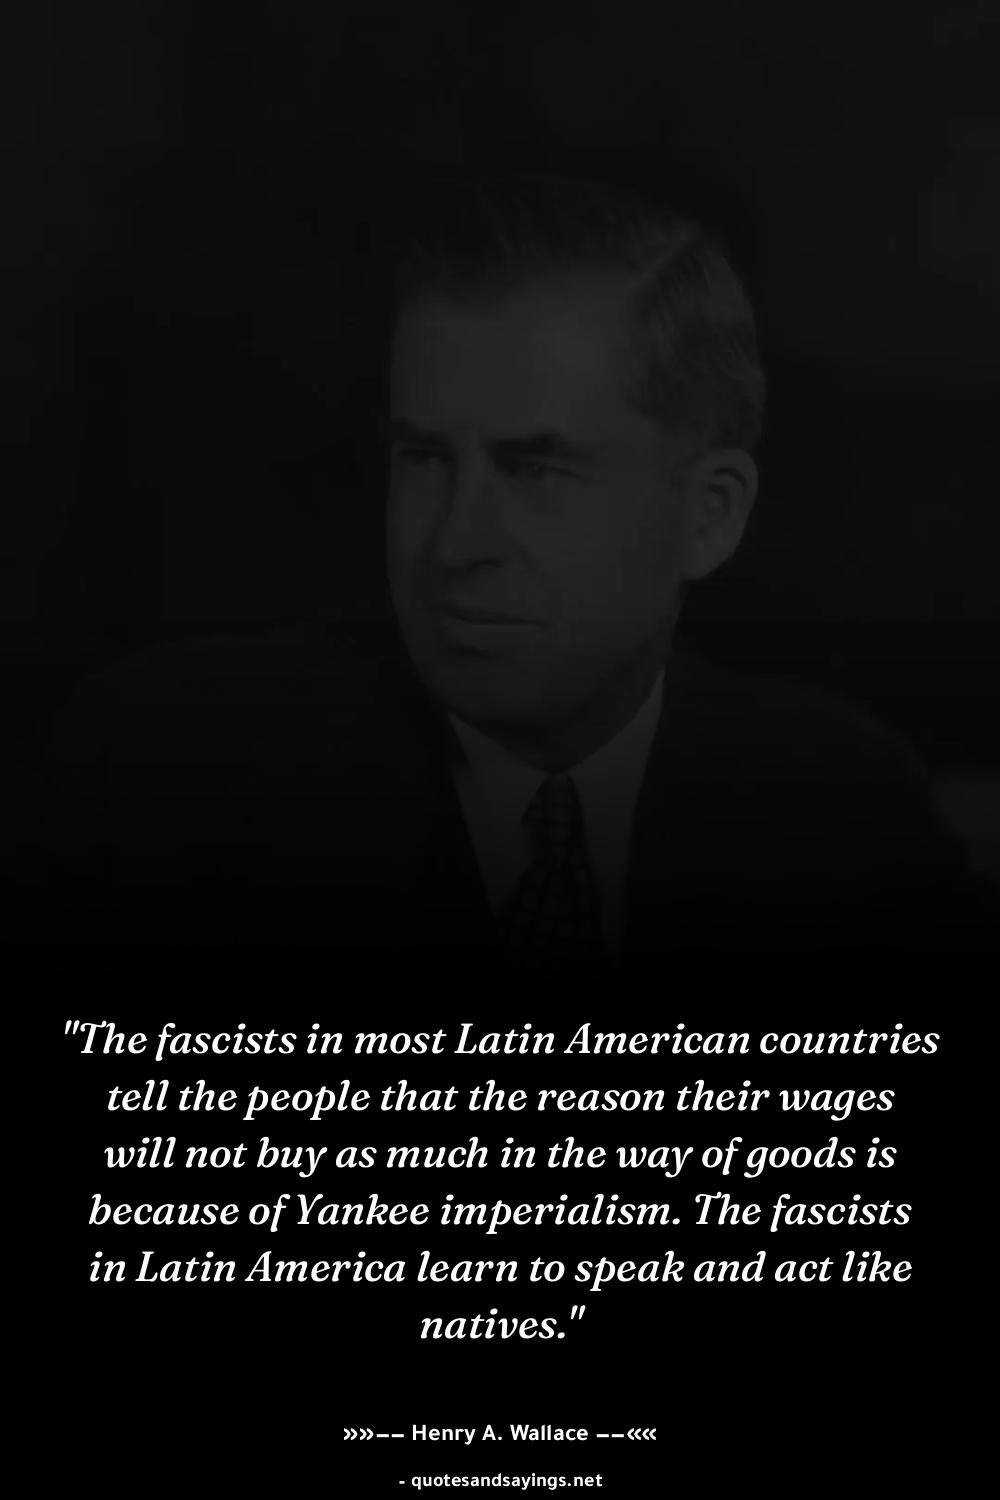 "The fascists in most Latin American countries
tell the people that the reason their wages
will not buy as much in the way of goods is
because of Yankee imperialism. The fascists
in Latin America learn to speak and act like
natives."
»»–– Henry A. Wallace ––««
- quotesandsayings.net